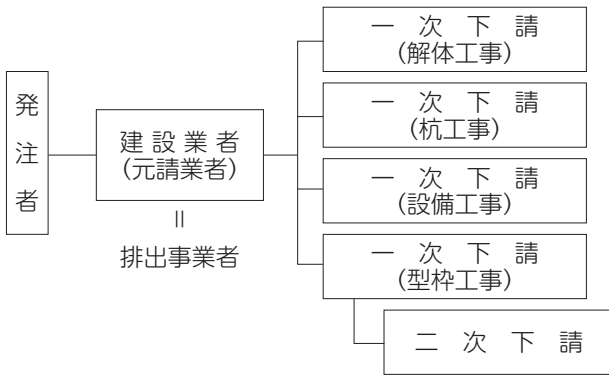 発注者
建設業者
(元請業者)
=
排出事業者
一次下請
(解体工事)
一次下請
(杭工事)
一次下請
(設備工事)
一次下請
(型枠工事)
二次下請